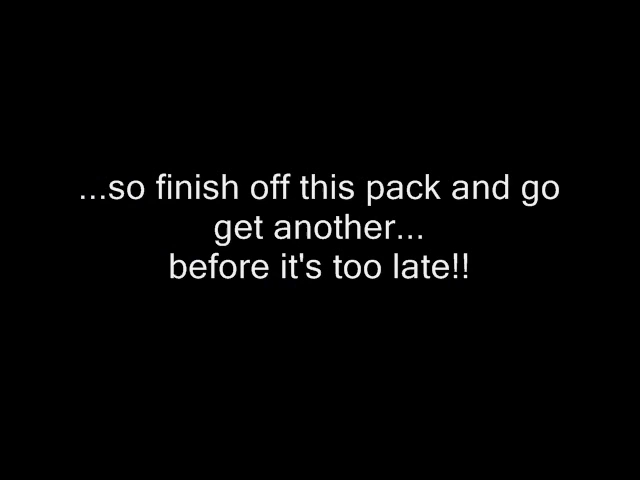 ...so finish off this pack and go
get another...
before it's too late!!